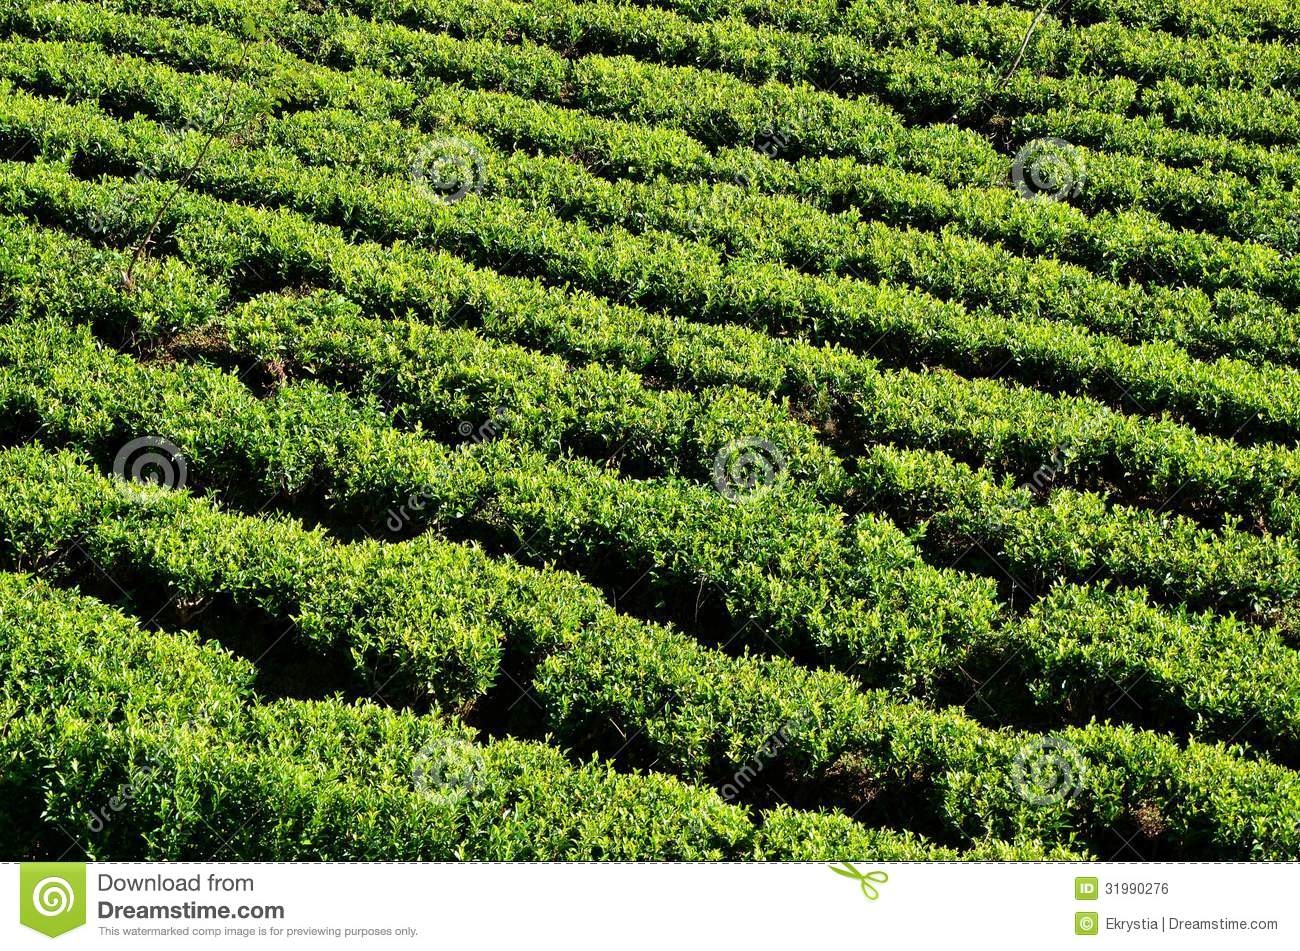 Download from
Dreamstime.com
This watermarked comp image is for previewing purposes only.
ID 31990276
© Ekrystia | Dreamstime.com